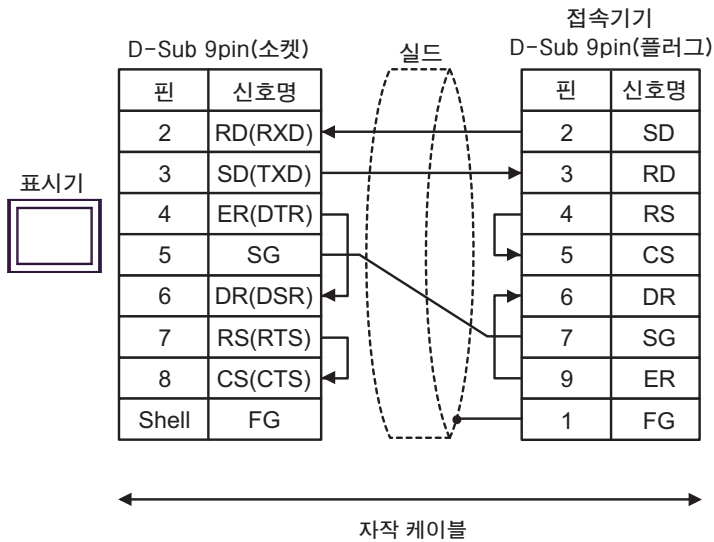 접속기기
D-Sub 9pin(소켓)
실드
D-Sub 9pin(플러그)
핀 신호명
핀 신호명
2 RD(RXD)
2 SD
3 SD(TXD)
3 RD
표시기
4 ER(DTR)
4 RS
5 SG
5 CS
6 DR(DSR)
6 DR
7 RS(RTS)
7 SG
8 CS(CTS)
9 ER
Shell FG
1 FG
자작 케이블